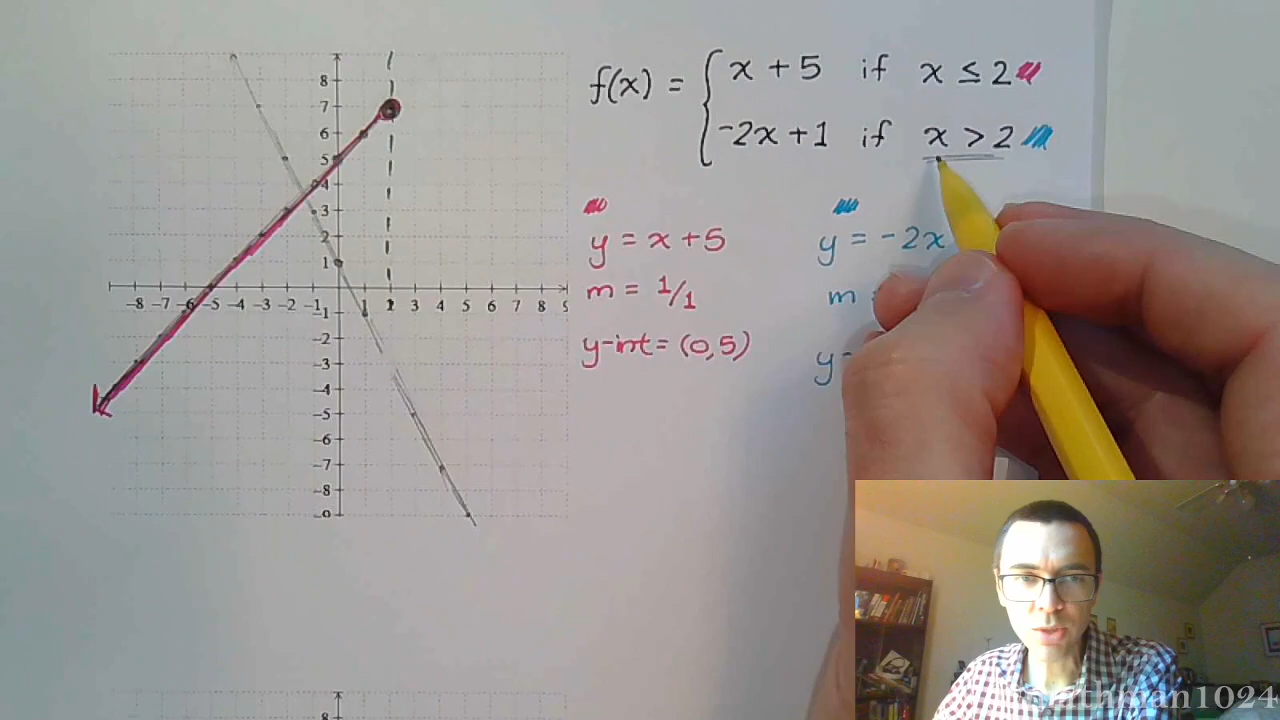 f(x) = { x + 5 if x ≤ 2
-2x + 1 if x > 2
y = x + 5
m = 1/1
y-int = (0, 5)
y = -2x
m
y-
8
7
6
5
4
3
2
1
-8 -7 -6 -5 -4 -3 -2 -1 1 2 3 4 5 6 7 8 9
-1
-2
-3
-4
-5
-6
-7
-8
-9
8